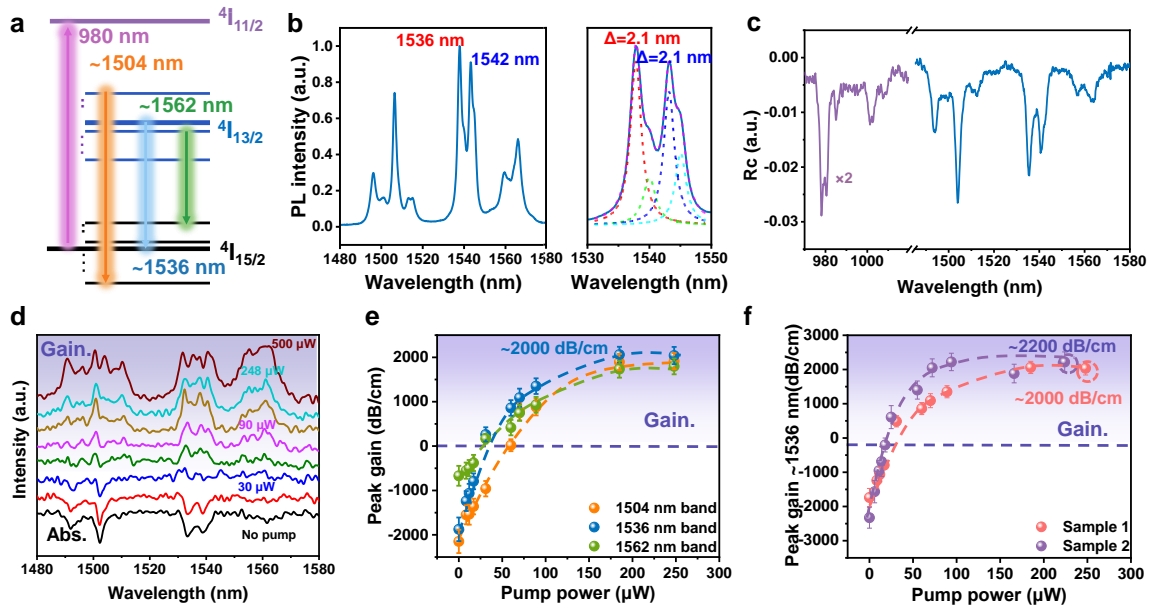 a
⁴I₁₁/₂
980 nm
~1504 nm
~1562 nm
⁴I₁₃/₂
⁴I₁₅/₂
~1536 nm
b
PL intensity (a.u.)
1.0
0.8
0.6
0.4
0.2
0.0
1536 nm
1542 nm
1480 1500 1520 1540 1560 1580
Wavelength (nm)
Δ=2.1 nm
Δ=2.1 nm
1530 1540 1550
Wavelength (nm)
c
Rc (a.u.)
0.00
-0.01
-0.02
-0.03
×2
980 1000 1500 1520 1540 1560 1580
Wavelength (nm)
d
Intensity (a.u.)
Gain.
500 μW
248 μW
90 μW
30 μW
Abs.
No pump
1480 1500 1520 1540 1560 1580
Wavelength (nm)
e
Peak gain (dB/cm)
2000
1000
0
-1000
-2000
~2000 dB/cm
Gain.
1504 nm band
1536 nm band
1562 nm band
0 50 100 150 200 250 300
Pump power (μW)
f
Peak gain ~1536 nm(dB/cm)
3000
2000
1000
0
-1000
-2000
-3000
~2200 dB/cm
~2000 dB/cm
Gain.
Sample 1
Sample 2
0 50 100 150 200 250 300
Pump power (μW)